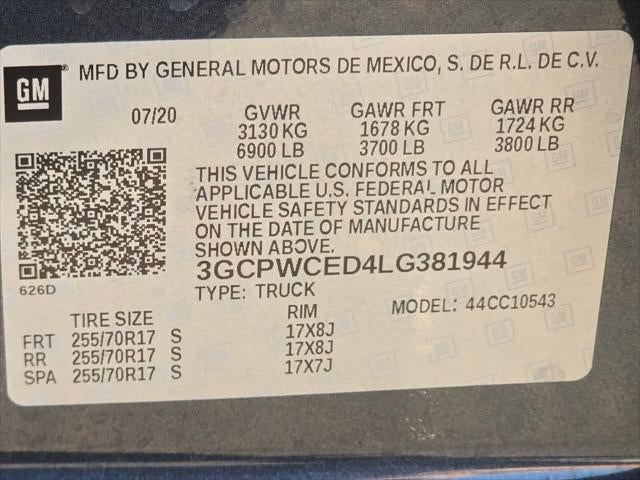 GM ® MFD BY GENERAL MOTORS DE MEXICO, S. DE R.L. DE C.V.
07/20 GVWR GAWR FRT GAWR RR
3130 KG 1678 KG 1724 KG
6900 LB 3700 LB 3800 LB
THIS VEHICLE CONFORMS TO ALL
APPLICABLE U.S. FEDERAL MOTOR
VEHICLE SAFETY STANDARDS IN EFFECT
ON THE DATE OF MANUFACTURE
SHOWN ABOVE.
626D 3GCPWCED4LG381944
TYPE: TRUCK MODEL: 44CC10543
TIRE SIZE RIM
FRT 255/70R17 S 17X8J
RR 255/70R17 S 17X8J
SPA 255/70R17 S 17X7J